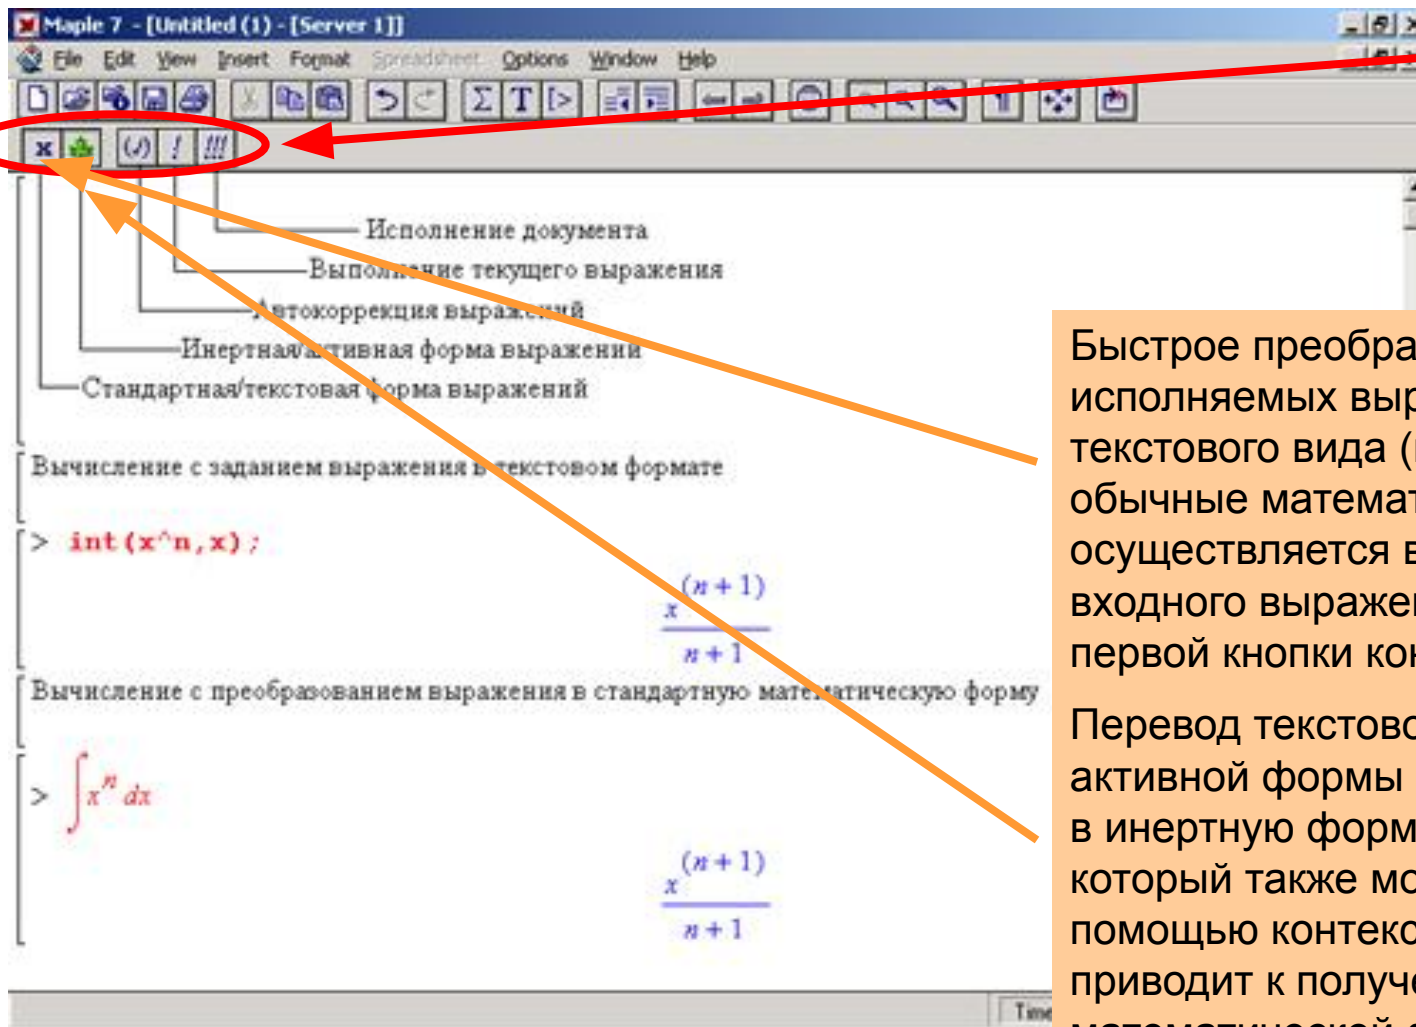 Maple 7 - [Untitled (1) - [Server 1]]
File Edit View Insert Format Spreadsheet Options Window Help
Σ T [>
x (√) ! !!!
Исполнение документа
Выполнение текущего выражения
Автокоррекция выражений
Инертная/активная форма выражений
Стандартная/текстовая форма выражений
Вычисление с заданием выражения в текстовом формате
> int(x^n,x);
x^(n + 1)
n + 1
Вычисление с преобразованием выражения в стандартную математическую форму
> ∫x^n dx
x^(n + 1)
n + 1
Time
Быстрое преобра
исполняемых выр
текстового вида (
обычные математ
осуществляется в
входного выраже
первой кнопки ко
Перевод текстово
активной формы
в инертную форм
который также мо
помощью контекс
приводит к получе